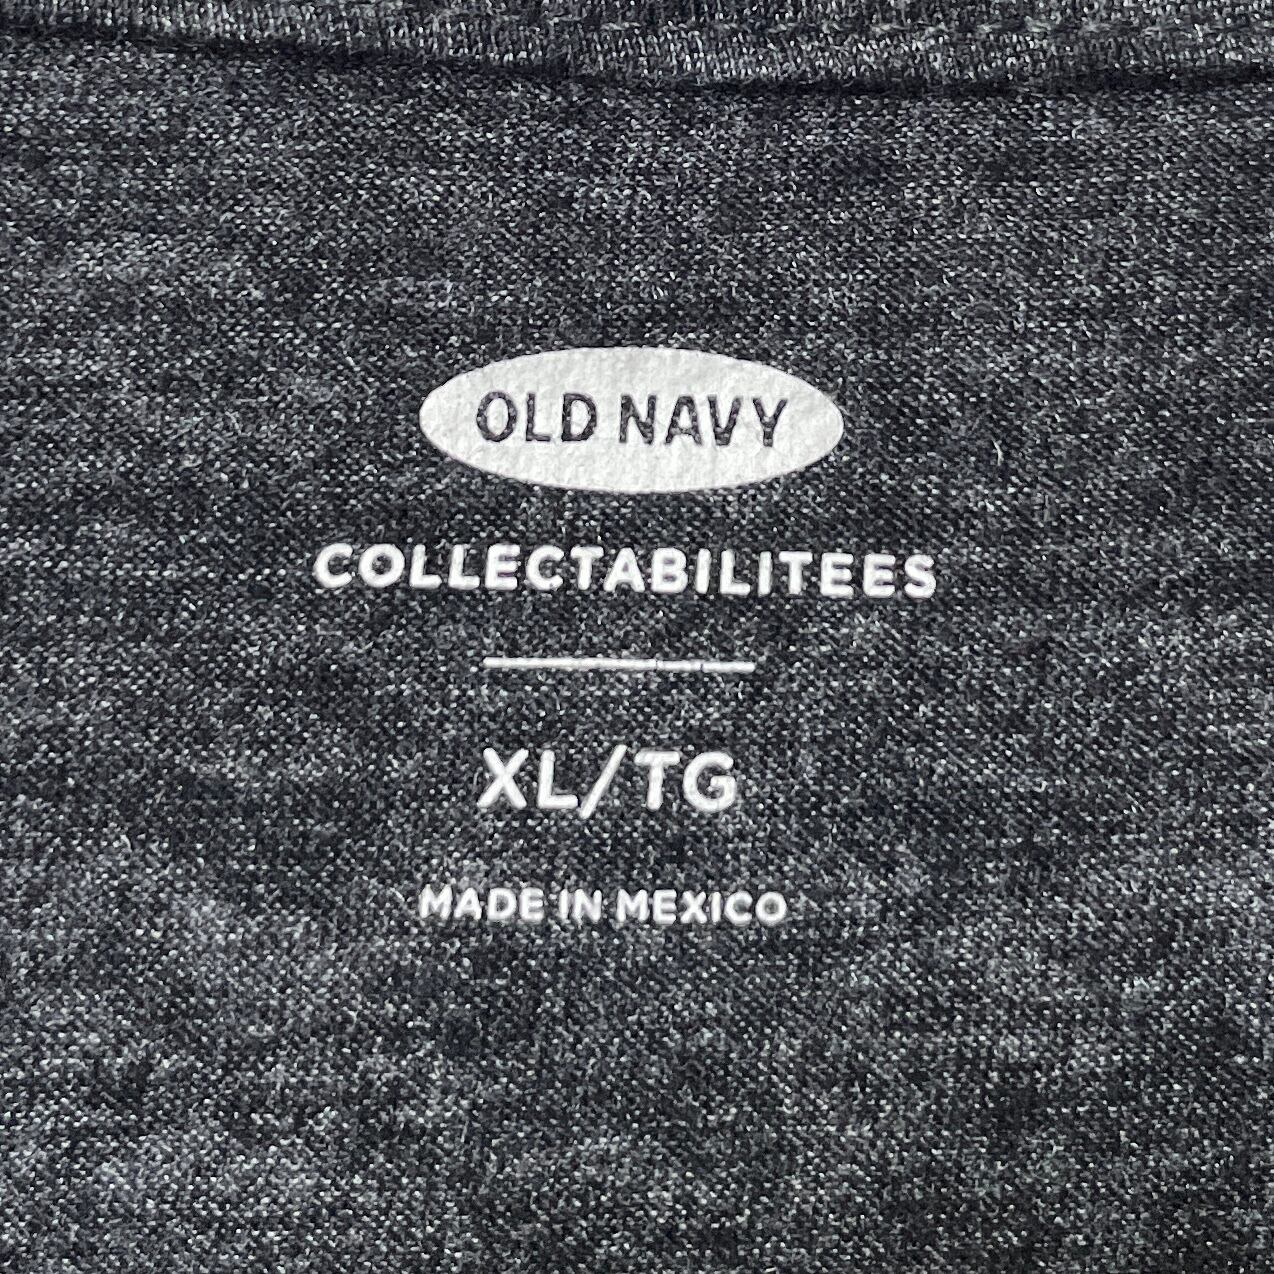 OLD NAVY
COLLECTABILITEES
XL/TG
MADE IN MEXICO